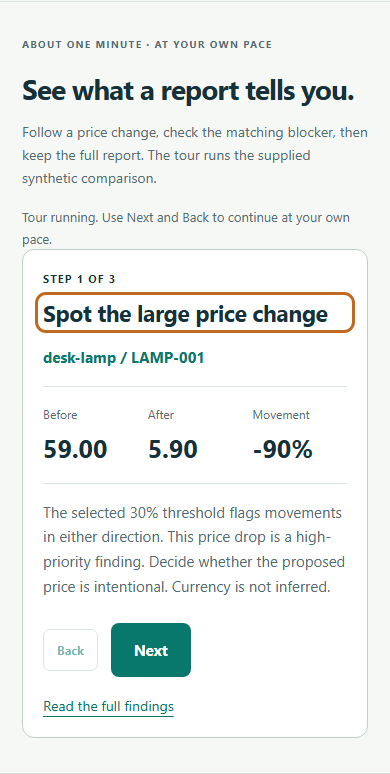 ABOUT ONE MINUTE · AT YOUR OWN PACE
See what a report tells you.
Follow a price change, check the matching blocker, then
keep the full report. The tour runs the supplied
synthetic comparison.
Tour running. Use Next and Back to continue at your own
pace.
STEP 1 OF 3
Spot the large price change
desk-lamp / LAMP-001
Before After Movement
59.00 5.90 -90%
The selected 30% threshold flags movements
in either direction. This price drop is a high-
priority finding. Decide whether the proposed
price is intentional. Currency is not inferred.
Back Next
Read the full findings